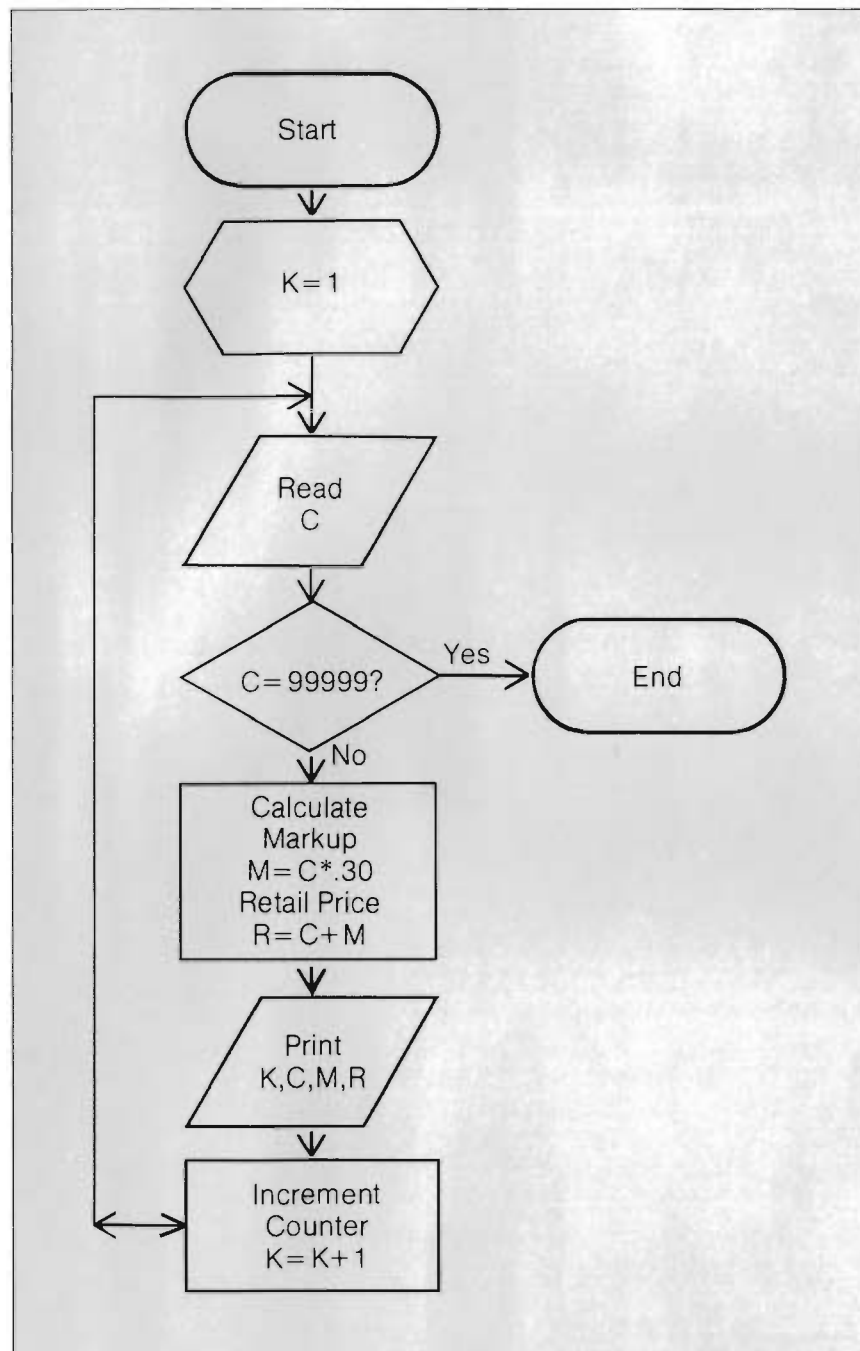 Start
K=1
Read
C
C=99999?
Yes
End
No
Calculate
Markup
M=C*.30
Retail Price
R=C+M
Print
K,C,M,R
Increment
Counter
K=K+1